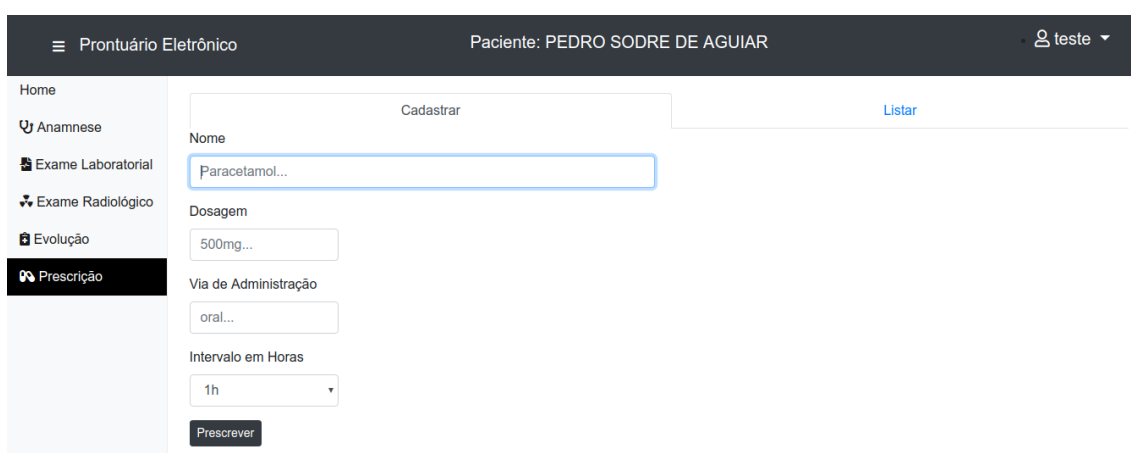 Prontuário Eletrônico
Paciente: PEDRO SODRE DE AGUIAR
teste
Home
Anamnese
Exame Laboratorial
Exame Radiológico
Evolução
Prescrição
Cadastrar
Listar
Nome
Paracetamol...
Dosagem
500mg...
Via de Administração
oral...
Intervalo em Horas
1h
Prescrever